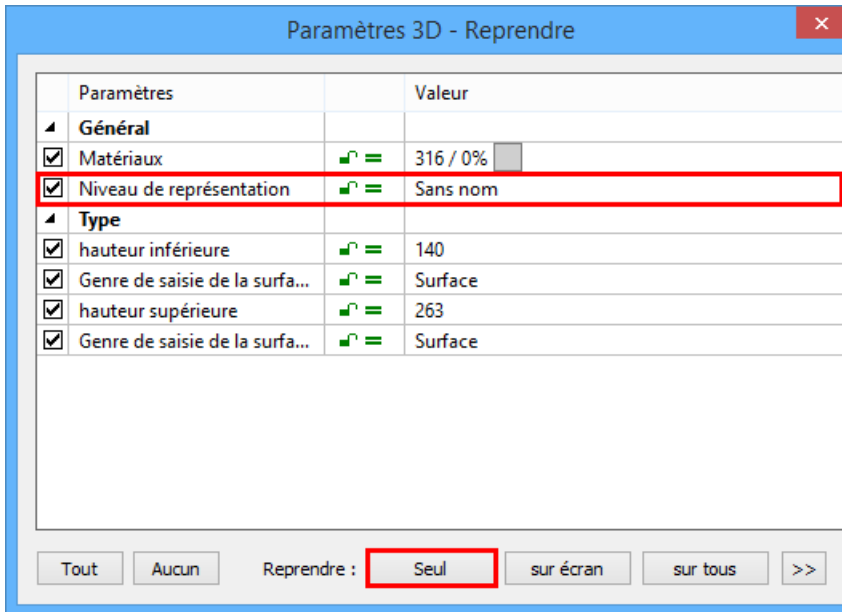 Paramètres 3D - Reprendre
Paramètres Valeur
Général
Matériaux 316 / 0%
Niveau de représentation Sans nom
Type
hauteur inférieure 140
Genre de saisie de la surfa... Surface
hauteur supérieure 263
Genre de saisie de la surfa... Surface
Tout Aucun Reprendre : Seul sur écran sur tous >>